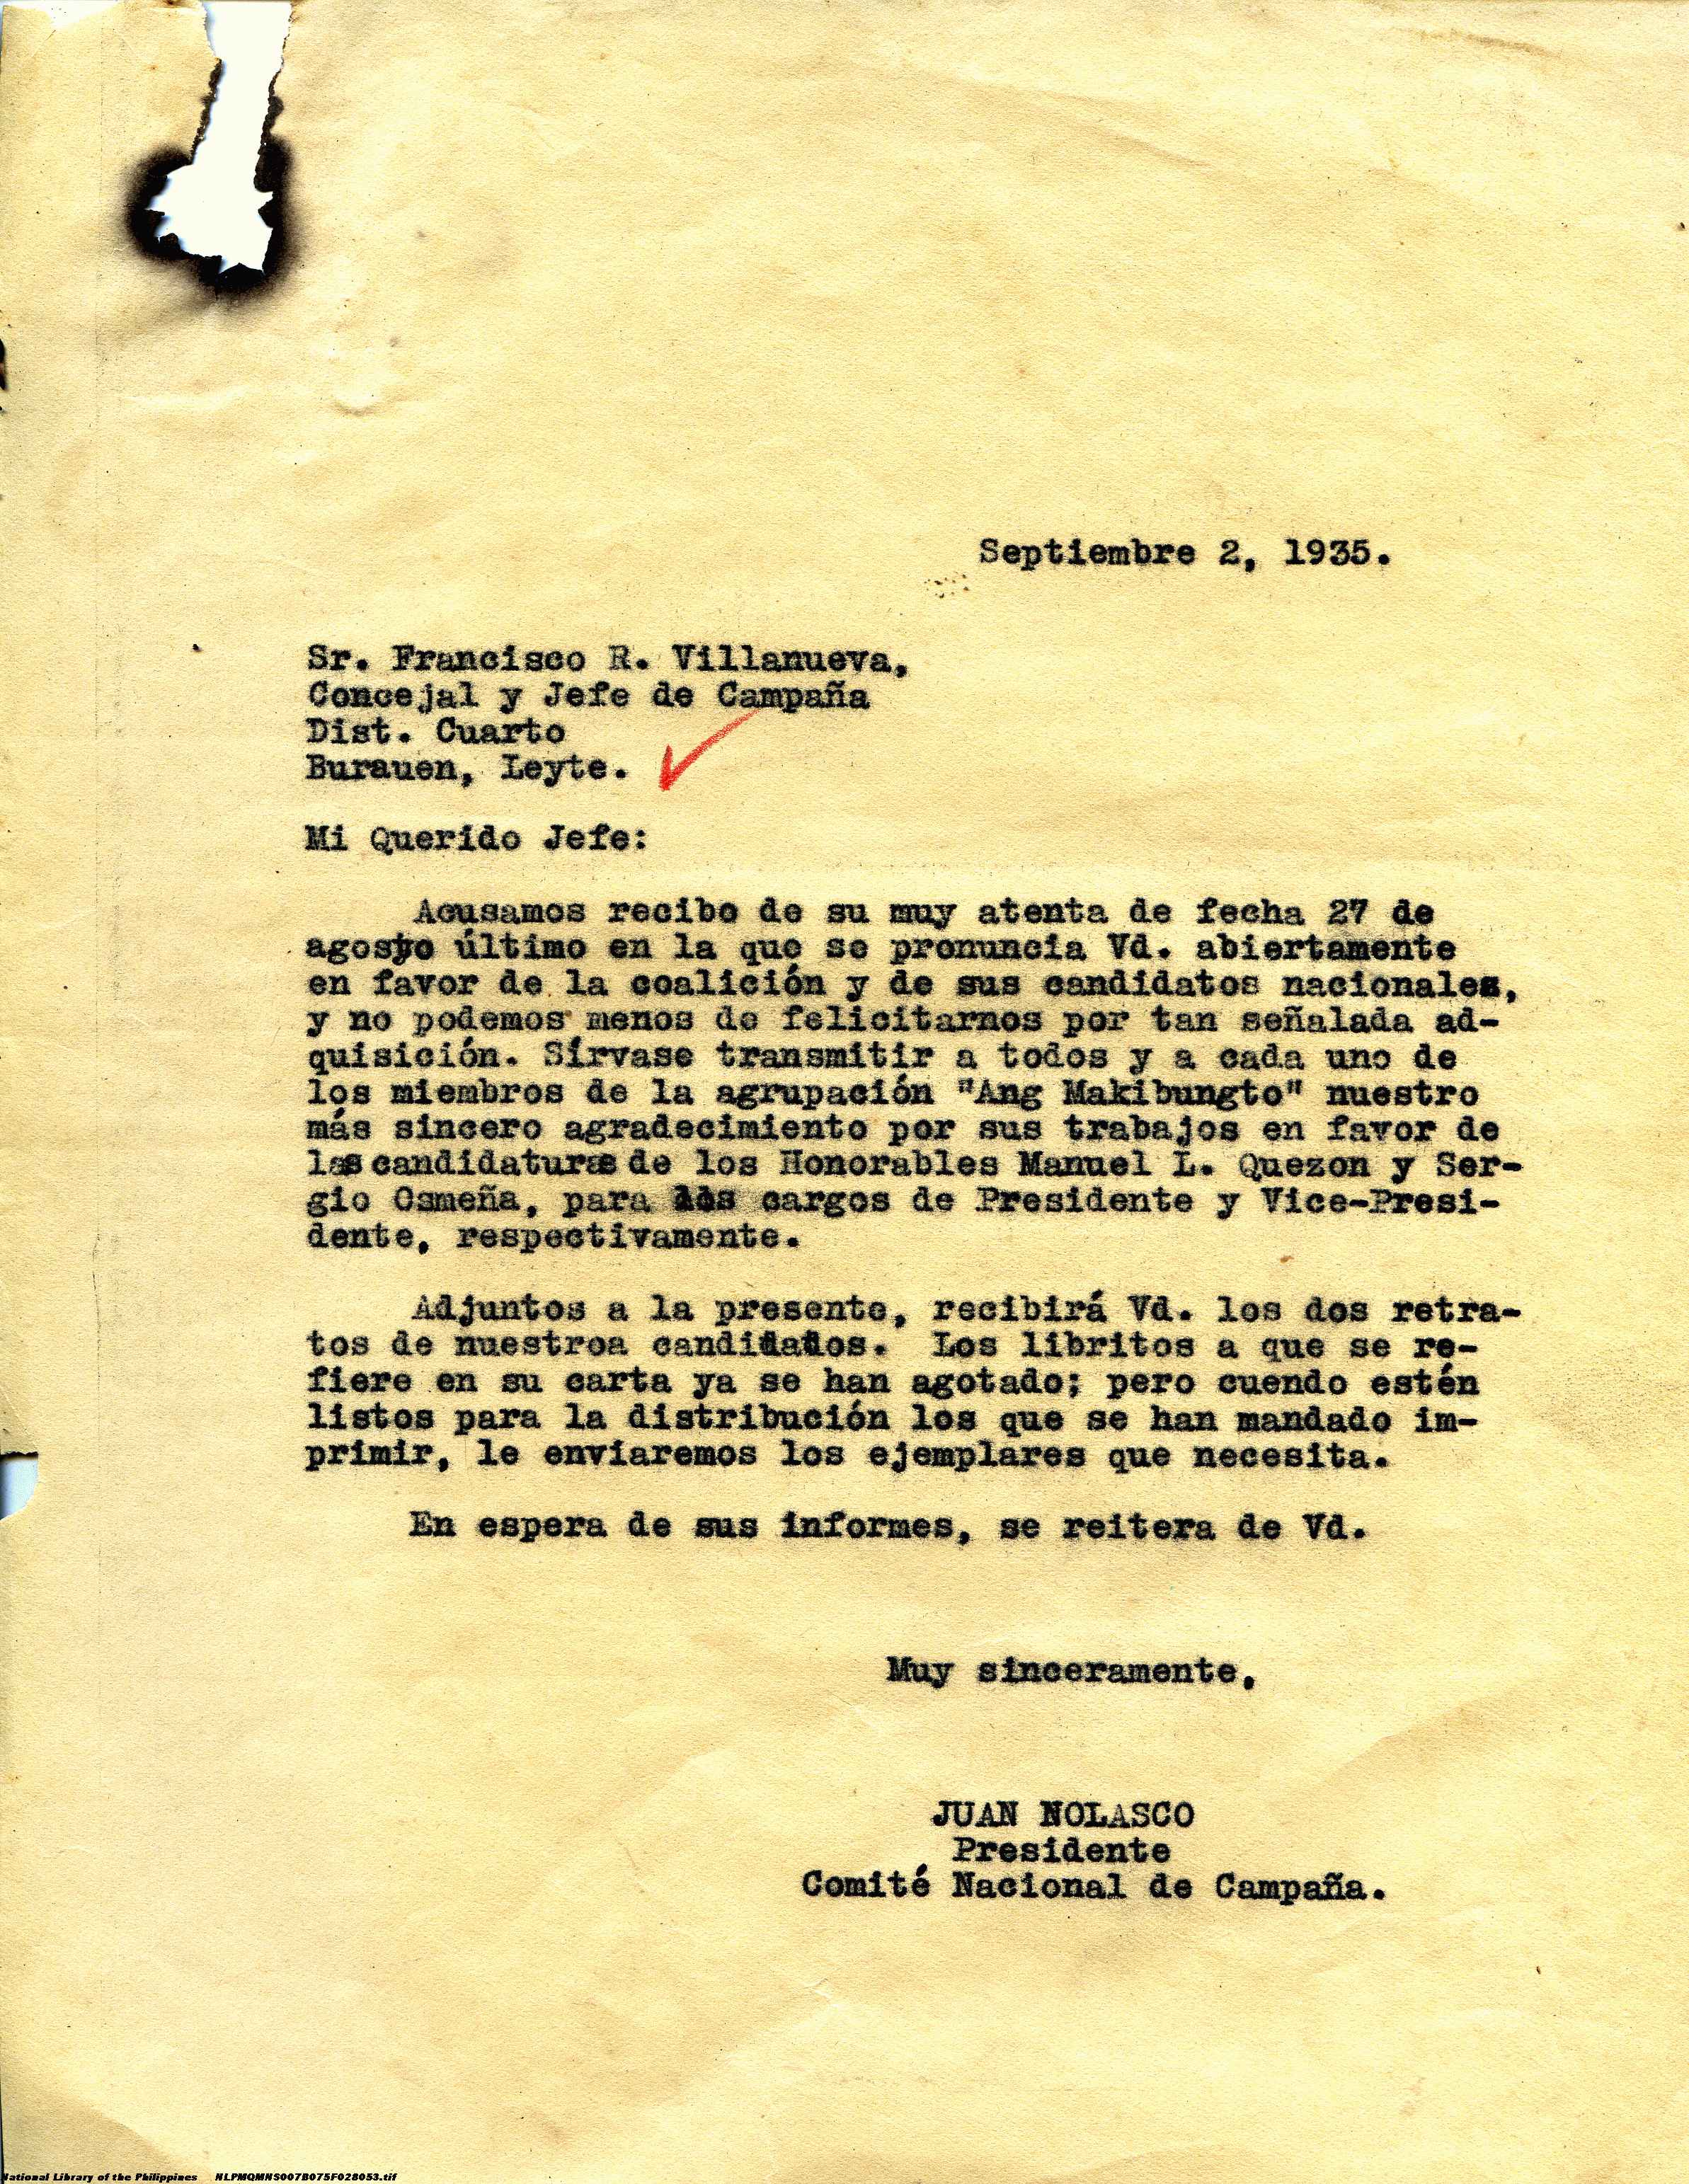 Septiembre 2, 1935.
Sr. Francisco R. Villanueva,
Concejal y Jefe de Campaña
Dist. Cuarto
Burauen, Leyte.
Mi Querido Jefe:
Acusamos recibo de su muy atenta de fecha 27 de
agosto último en la que se pronuncia Vd. abiertamente
en favor de la coalición y de sus candidatos nacionales,
y no podemos menos de felicitarnos por tan señalada ad-
quisición. Sírvase transmitir a todos y a cada uno de
los miembros de la agrupación "Ang Makibungto" nuestro
más sincero agradecimiento por sus trabajos en favor de
las candidaturas de los Honorables Manuel L. Quezon y Ser-
gio Osmeña, para los cargos de Presidente y Vice-Presi-
dente, respectivamente.
Adjuntos a la presente, recibirá Vd. los dos retra-
tos de nuestroa candidatos. Los libritos a que se re-
fiere en su carta ya se han agotado; pero cuendo estén
listos para la distribución los que se han mandado im-
primir, le enviaremos los ejemplares que necesita.
En espera de sus informes, se reitera de Vd.
Muy sinceramente,
JUAN NOLASCO
Presidente
Comité Nacional de Campaña.
National Library of the Philippines NLPMQMNS007B075F028053.tif